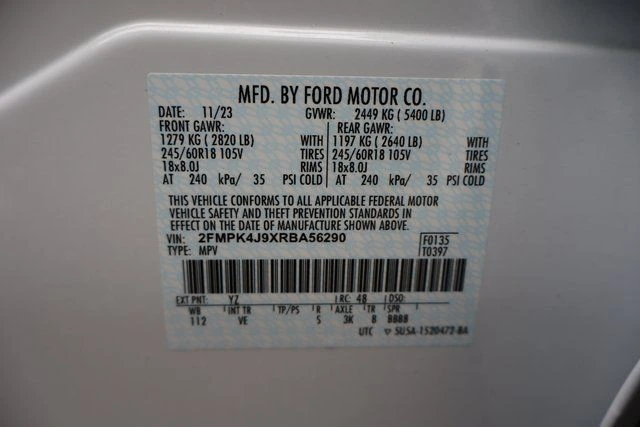 MFD. BY FORD MOTOR CO.
DATE: 11/23 GVWR: 2449 KG ( 5400 LB)
FRONT GAWR: REAR GAWR:
1279 KG ( 2820 LB) WITH 1197 KG ( 2640 LB) WITH
245/60R18 105V TIRES 245/60R18 105V TIRES
18x8.0J RIMS 18x8.0J RIMS
AT 240 kPa/ 35 PSI COLD AT 240 kPa/ 35 PSI COLD
THIS VEHICLE CONFORMS TO ALL APPLICABLE FEDERAL MOTOR
VEHICLE SAFETY AND THEFT PREVENTION STANDARDS IN
EFFECT ON THE DATE OF MANUFACTURE SHOWN ABOVE.
VIN: 2FMPK4J9XRBA56290 F0135
TYPE: MPV T0397
EXT PNT: YZ RC: 48 DSO:
WB INT TR TP/PS R AXLE TR SPR
112 VE 5 3K 8 BBBB
UTC